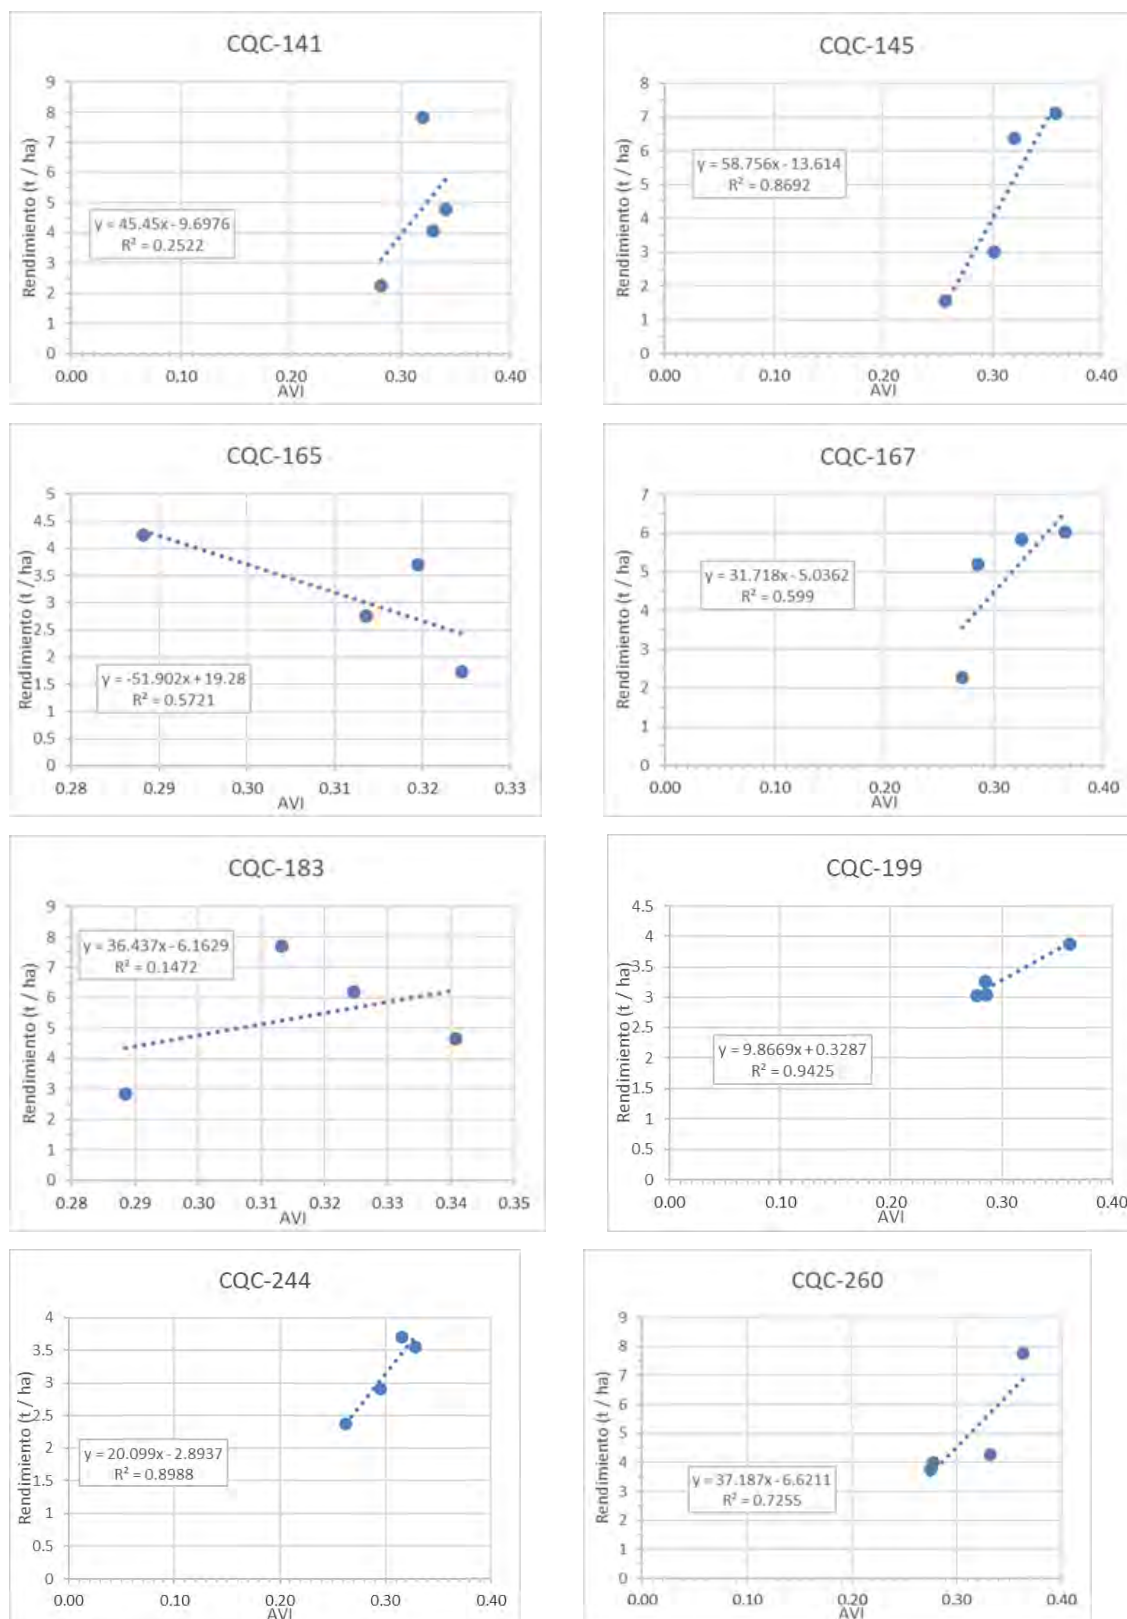 CQC-141
9
8
7
6
5
4
3
2
1
0
Rendimiento (t / ha)
y = 45.45x - 9.6976
R² = 0.2522
0.00 0.10 0.20 0.30 0.40
AVI
CQC-145
8
7
6
5
4
3
2
1
0
Rendimiento (t / ha)
y = 58.756x - 13.614
R² = 0.8692
0.00 0.10 0.20 0.30 0.40
AVI
CQC-165
5
4.5
4
3.5
3
2.5
2
1.5
1
0.5
0
Rendimiento (t / ha)
y = -51.902x + 19.28
R² = 0.5721
0.28 0.29 0.30 0.31 0.32 0.33
AVI
CQC-167
7
6
5
4
3
2
1
0
Rendimiento (t / ha)
y = 31.718x - 5.0362
R² = 0.599
0.00 0.10 0.20 0.30 0.40
AVI
CQC-183
9
8
7
6
5
4
3
2
1
0
Rendimiento (t / ha)
y = 36.437x - 6.1629
R² = 0.1472
0.28 0.29 0.30 0.31 0.32 0.33 0.34 0.35
AVI
CQC-199
4.5
4
3.5
3
2.5
2
1.5
1
0.5
0
Rendimiento (t / ha)
y = 9.8669x + 0.3287
R² = 0.9425
0.00 0.10 0.20 0.30 0.40
AVI
CQC-244
4
3.5
3
2.5
2
1.5
1
0.5
0
Rendimiento (t / ha)
y = 20.099x - 2.8937
R² = 0.8988
0.00 0.10 0.20 0.30 0.40
AVI
CQC-260
9
8
7
6
5
4
3
2
1
0
Rendimiento (t / ha)
y = 37.187x - 6.6211
R² = 0.7255
0.00 0.10 0.20 0.30 0.40
AVI